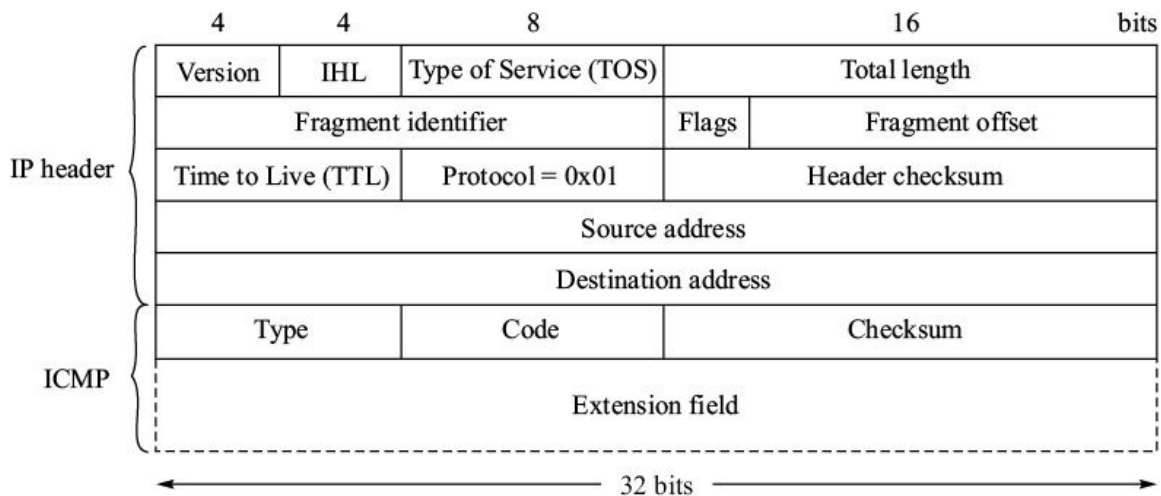 4 4 8 16 bits
Version IHL Type of Service (TOS) Total length
Fragment identifier Flags Fragment offset
IP header
Time to Live (TTL) Protocol = 0x01 Header checksum
Source address
Destination address
Type Code Checksum
ICMP
Extension field
32 bits